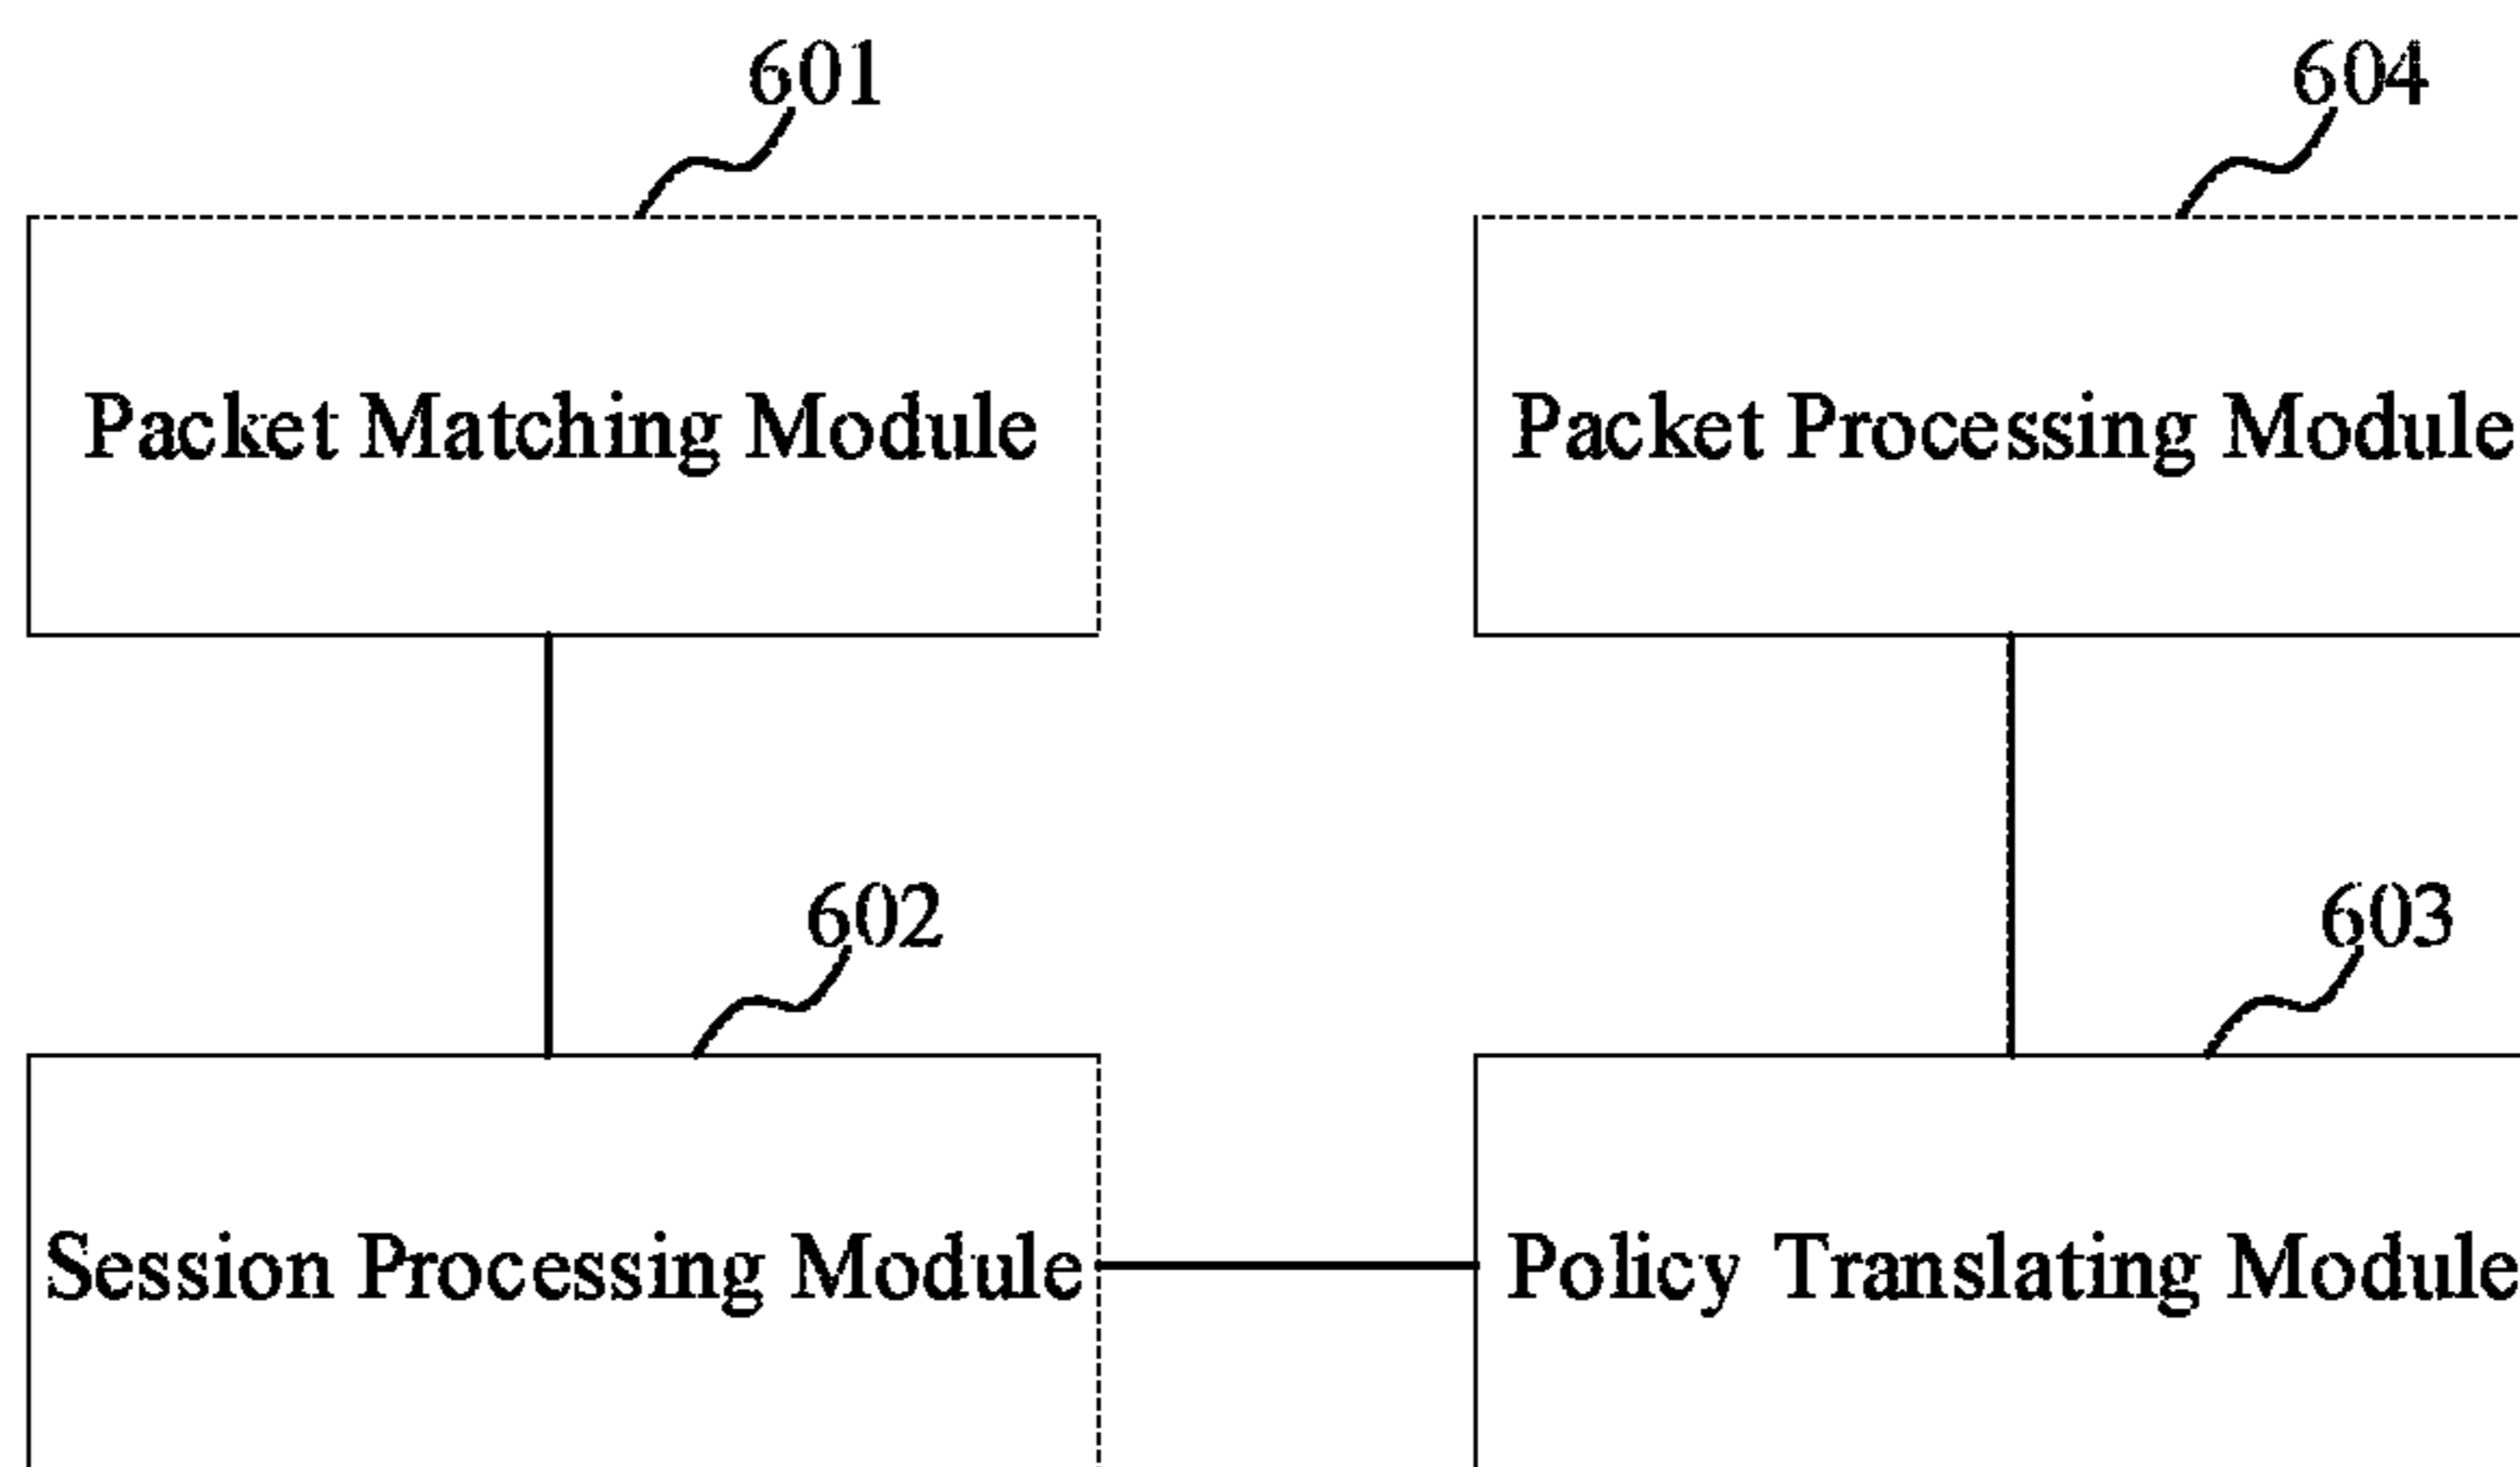 601
604
Packet Matching Module
Packet Processing Module
602
603
Session Processing Module
Policy Translating Module